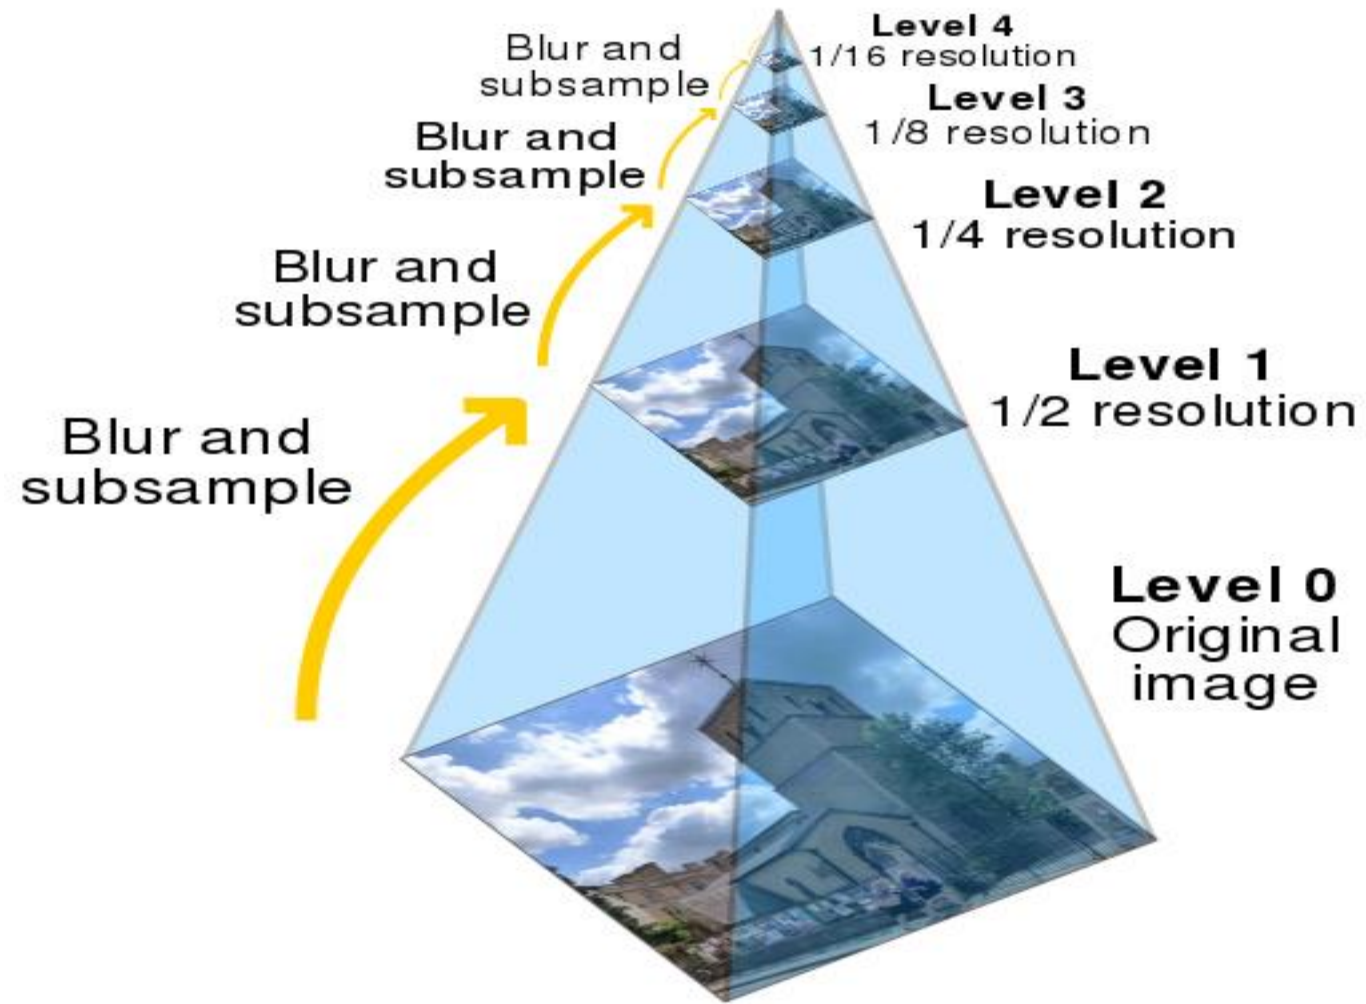 Level 4
1/16 resolution
Blur and
subsample
Level 3
1/8 resolution
Blur and
subsample
Level 2
1/4 resolution
Blur and
subsample
Level 1
1/2 resolution
Blur and
subsample
Level 0
Original
image